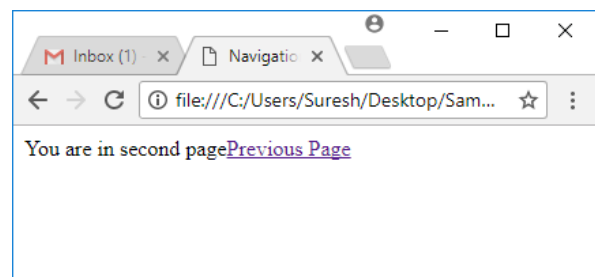 Inbox (1) -
Navigatio
file:///C:/Users/Suresh/Desktop/Sam...
You are in second pagePrevious Page